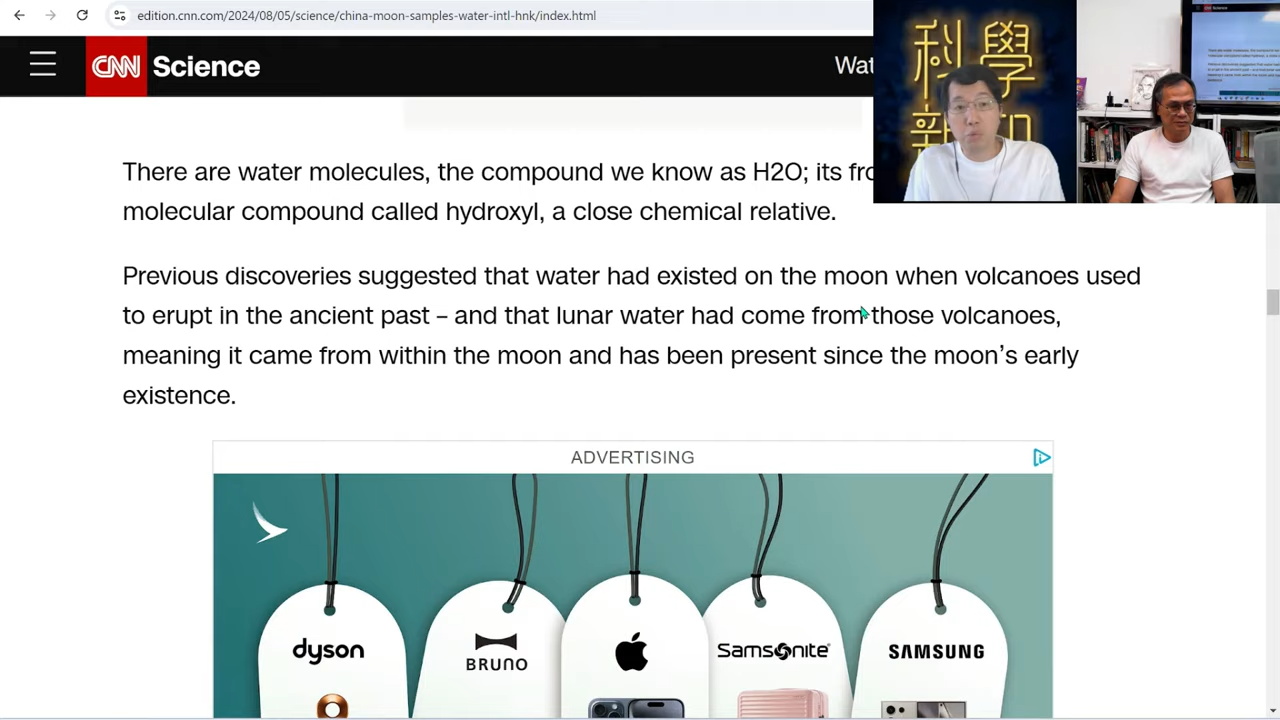 edition.cnn.com/2024/08/05/science/china-moon-samples-water-intl-hnk/index.html
CNN Science
科學
新知
There are water molecules, the compound we know as H2O; its
molecular compound called hydroxyl, a close chemical relative.
Previous discoveries suggested that water had existed on the moon when volcanoes used
to erupt in the ancient past – and that lunar water had come from those volcanoes,
meaning it came from within the moon and has been present since the moon's early
existence.
ADVERTISING
dyson
BRUNO
Samsonite
SAMSUNG